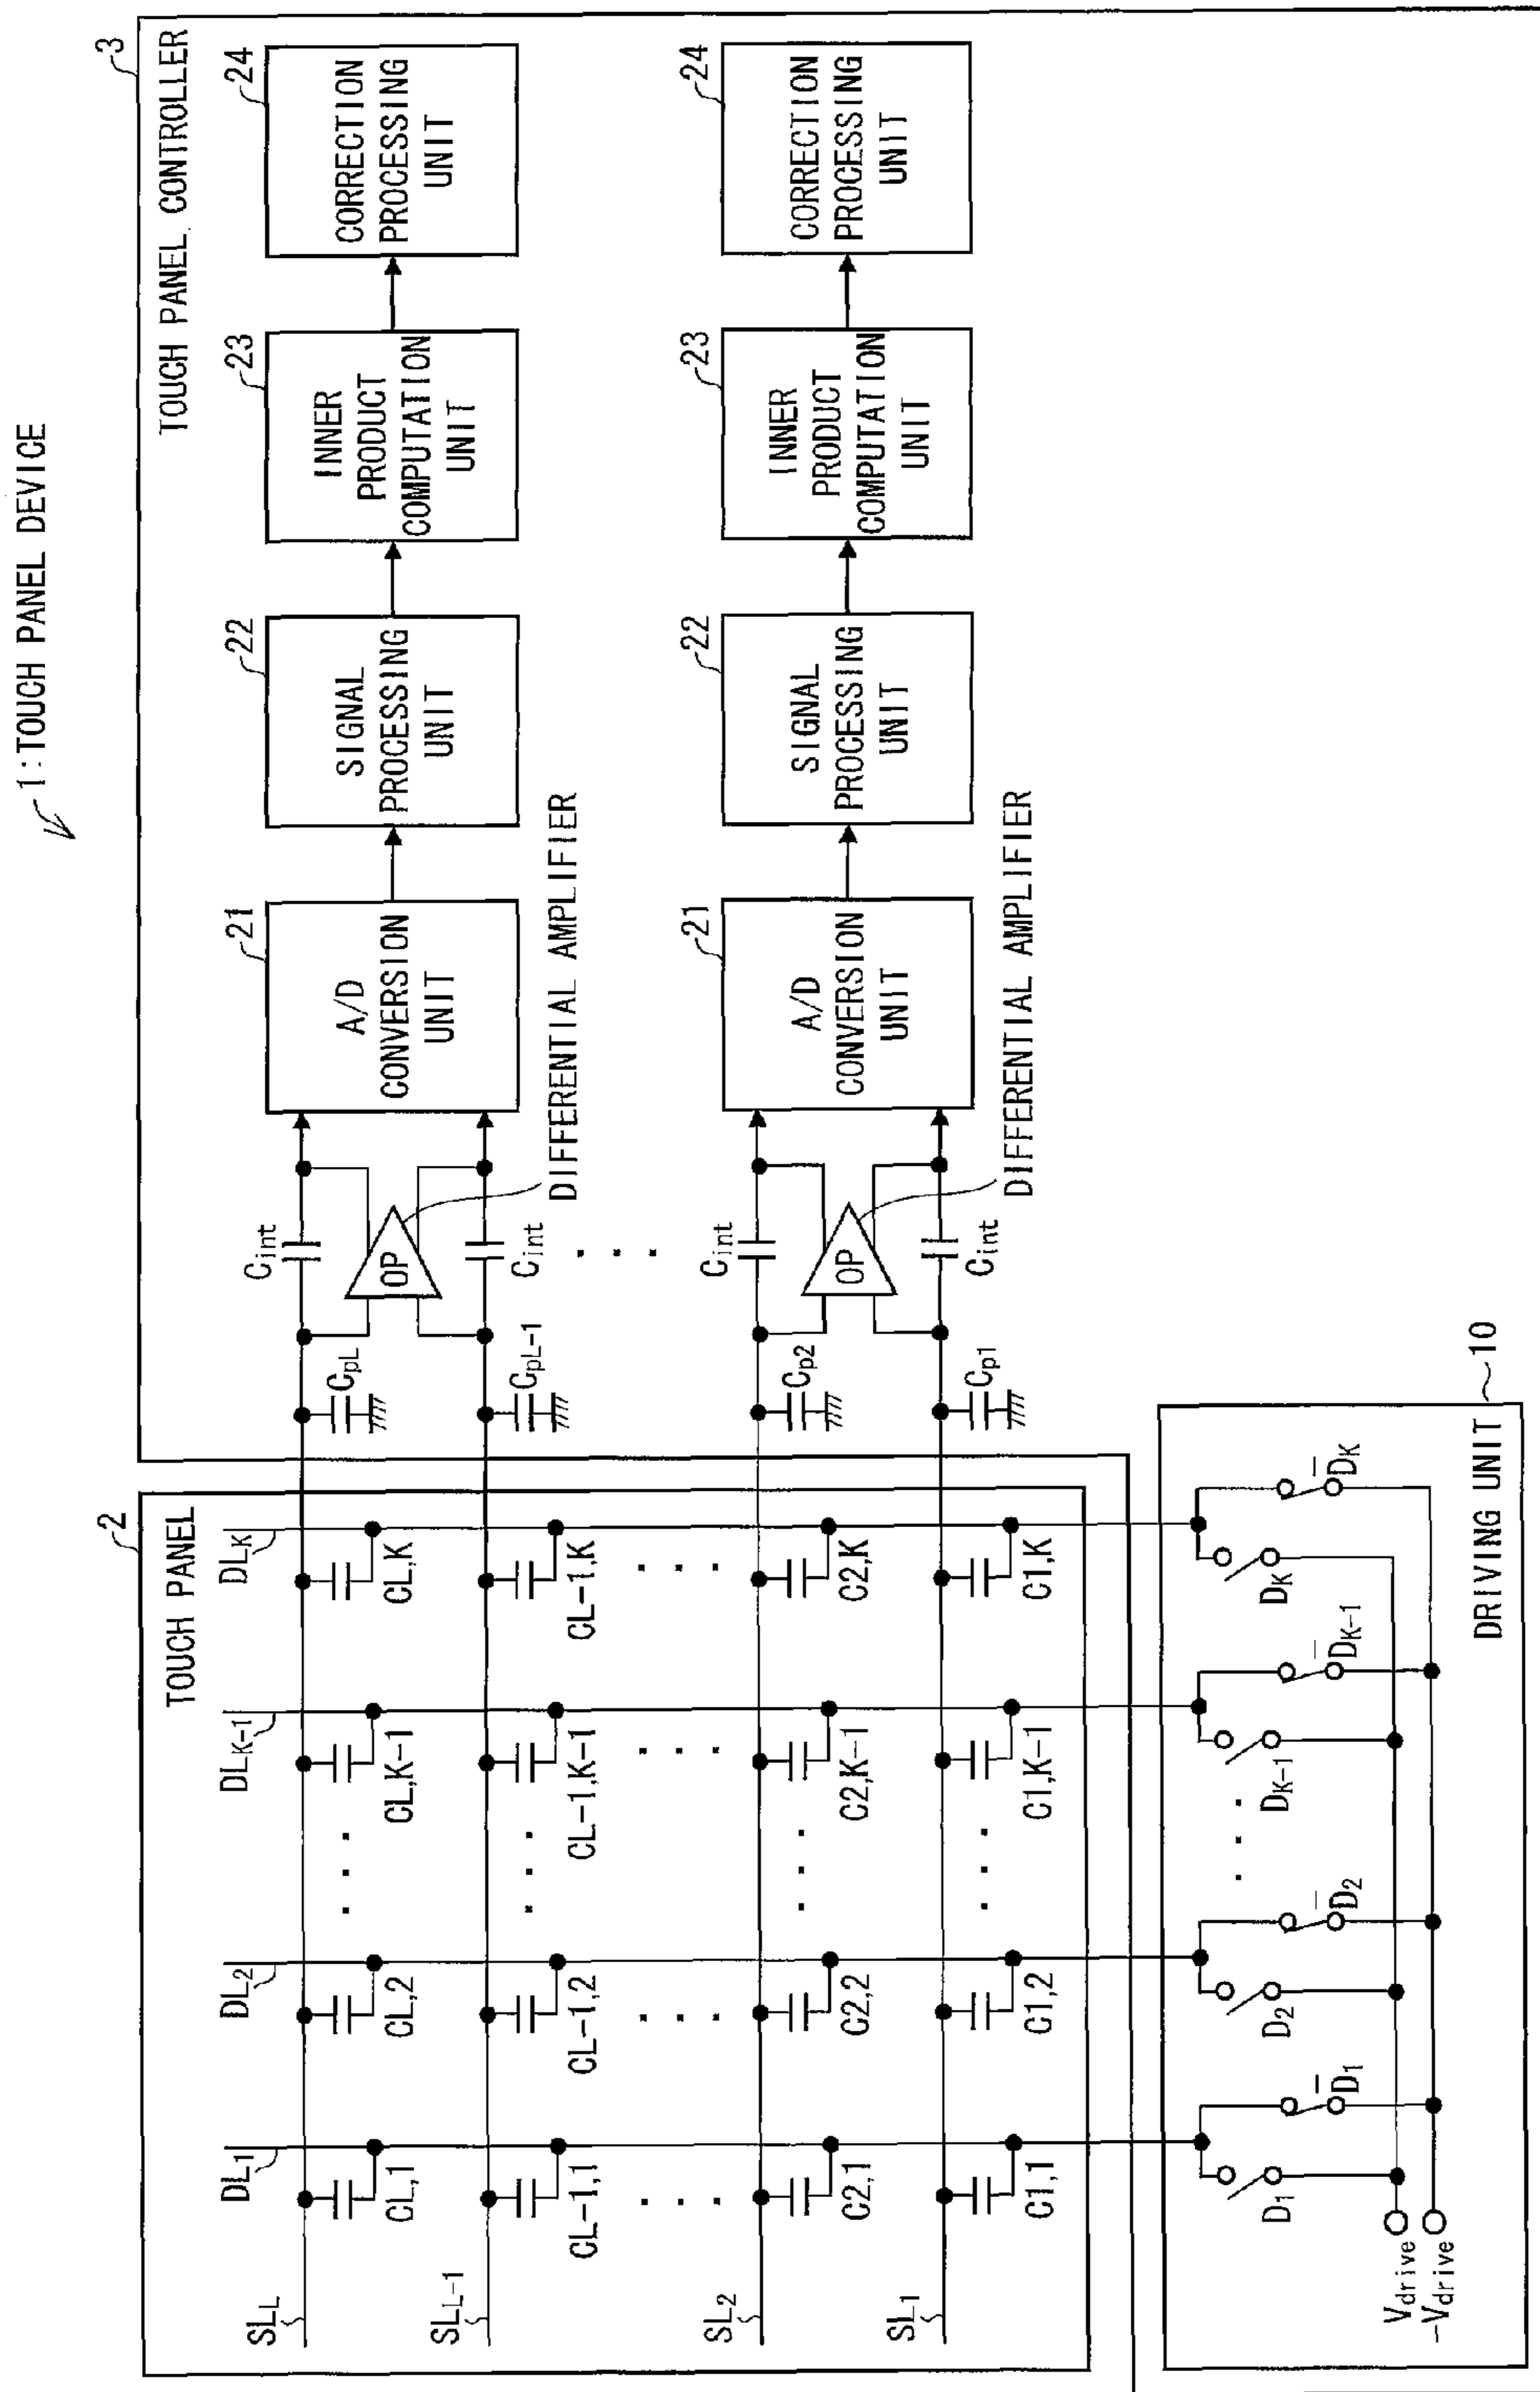 1:TOUCH PANEL DEVICE
3
TOUCH PANEL CONTROLLER
2
TOUCH PANEL
DL1
DL2
DLK-1
DLK
SLL
CL,1
CL,2
. . .
CL,K-1
CL,K
CpL
Cint
OP
21
A/D
CONVERSION
UNIT
22
SIGNAL
PROCESSING
UNIT
23
INNER
PRODUCT
COMPUTATION
UNIT
24
CORRECTION
PROCESSING
UNIT
SLL-1
CL-1,1
CL-1,2
. . .
CL-1,K-1
CL-1,K
CpL-1
Cint
DIFFERENTIAL AMPLIFIER
. . .
. . .
. . .
. . .
. . .
SL2
C2,1
C2,2
. . .
C2,K-1
C2,K
Cp2
Cint
OP
21
A/D
CONVERSION
UNIT
22
SIGNAL
PROCESSING
UNIT
23
INNER
PRODUCT
COMPUTATION
UNIT
24
CORRECTION
PROCESSING
UNIT
SL1
C1,1
C1,2
. . .
C1,K-1
C1,K
Cp1
Cint
DIFFERENTIAL AMPLIFIER
D1
D̄1
D2
D̄2
. . .
DK-1
D̄K-1
DK
D̄K
Vdrive
-Vdrive
DRIVING UNIT
10